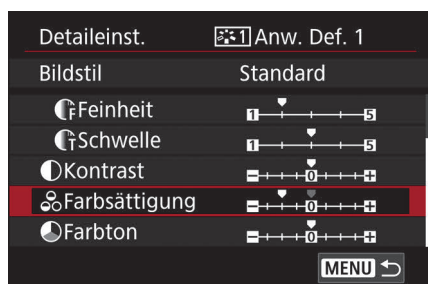 Detaileinst. 1 Anw. Def. 1
Bildstil Standard
F Feinheit 1 5
T Schwelle 1 5
Kontrast 0
Farbsättigung 0
Farbton 0
MENU